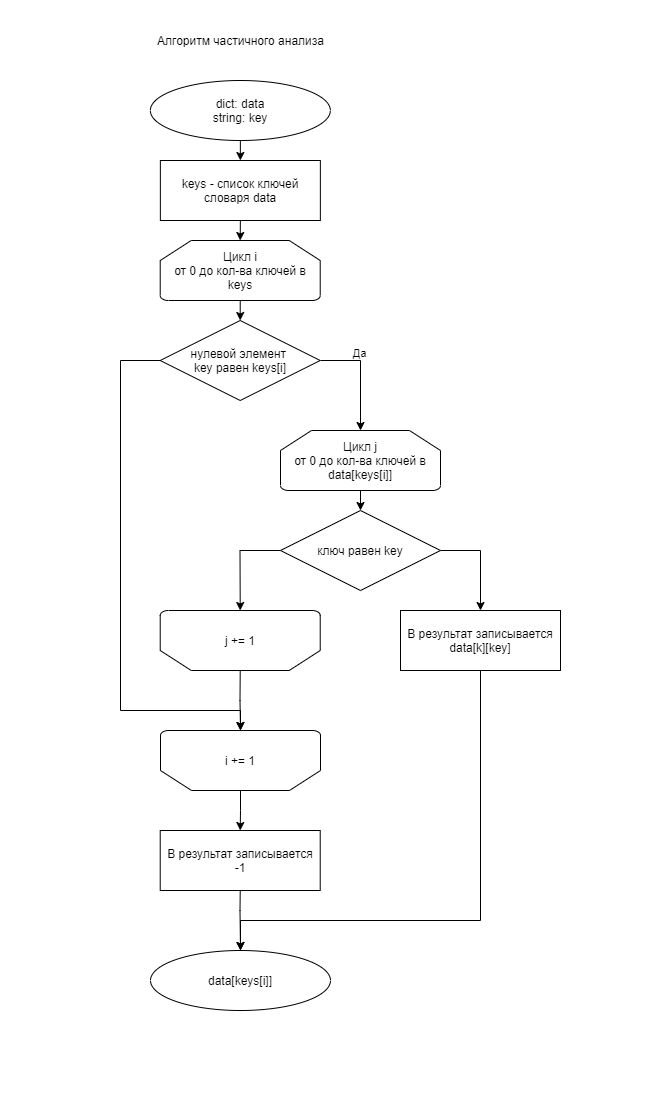 Алгоритм частичного анализа
dict: data
string: key
keys - список ключей
словаря data
Цикл i
от 0 до кол-ва ключей в
keys
нулевой элемент
key равен keys[i]
Да
Цикл j
от 0 до кол-ва ключей в
data[keys[i]]
ключ равен key
j += 1
В результат записывается
data[k][key]
i += 1
В результат записывается
-1
data[keys[i]]